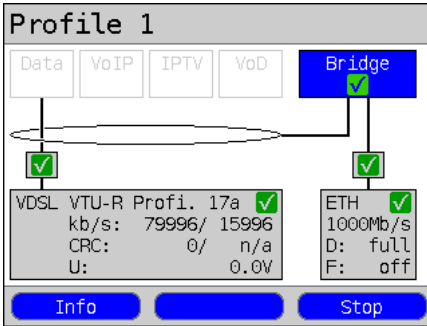 Profile 1
Data VoIP IPTV VoD Bridge
VDSL VTU-R Profi. 17a
kb/s: 79996/ 15996
CRC: 0/ n/a
U: 0.0V
ETH
1000Mb/s
D: full
F: off
Info Stop